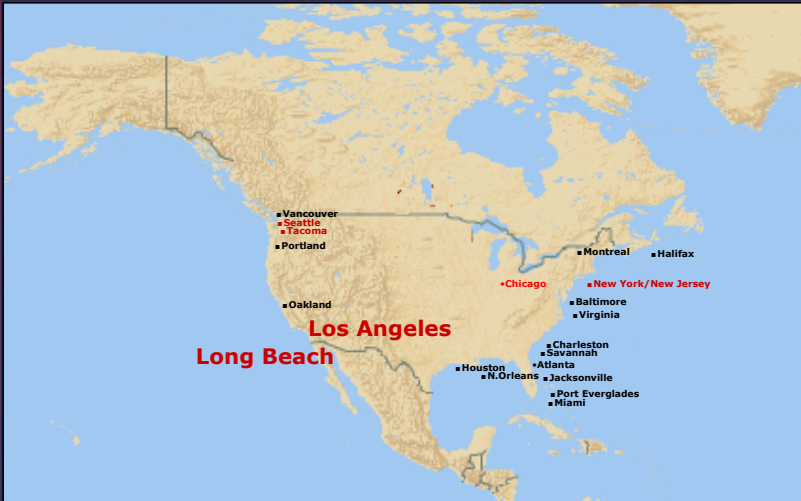 Vancouver
Seattle
Tacoma
Portland
Montreal
Halifax
Chicago
New York/New Jersey
Baltimore
Oakland
Virginia
Los Angeles
Charleston
Long Beach
Savannah
Atlanta
Houston
N.Orleans
Jacksonville
Port Everglades
Miami